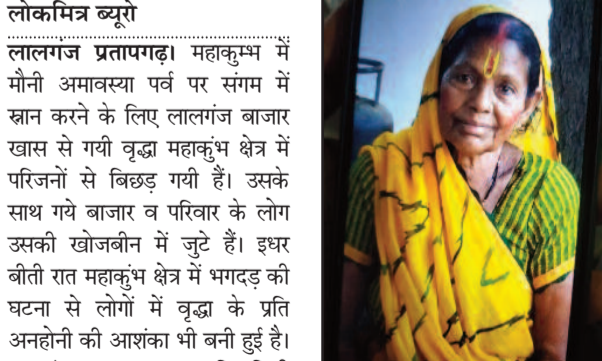 लोकमित्र ब्यूरो
लालगंज प्रतापगढ़। महाकुम्भ में
मौनी अमावस्या पर्व पर संगम में
स्नान करने के लिए लालगंज बाजार
खास से गयी वृद्धा महाकुंभ क्षेत्र में
परिजनों से बिछड़ गयी हैं। उसके
साथ गये बाजार व परिवार के लोग
उसकी खोजबीन में जुटे हैं। इधर
बीती रात महाकुंभ क्षेत्र में भगदड़ की
घटना से लोगों में वृद्धा के प्रति
अनहोनी की आशंका भी बनी हुई है।